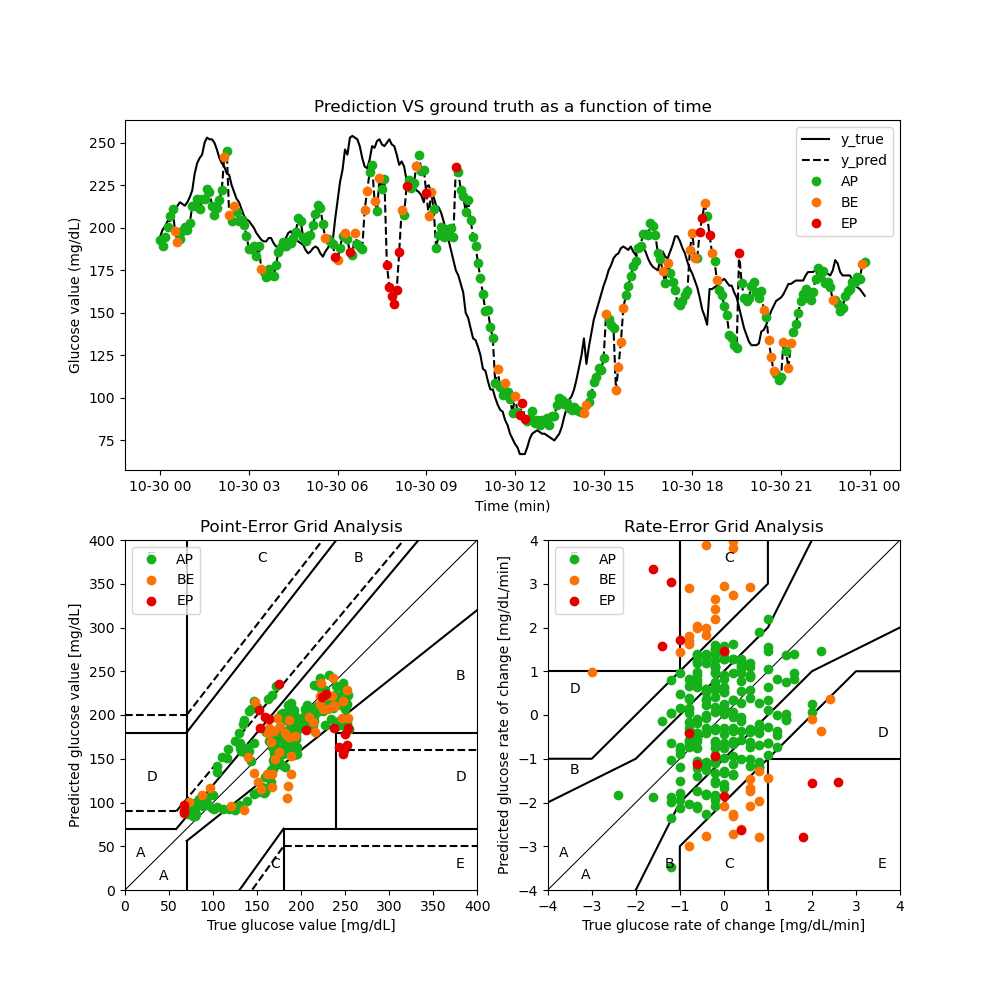 Prediction VS ground truth as a function of time
Glucose value (mg/dL)
250
225
200
175
150
125
100
75
y_true
y_pred
AP
BE
EP
10-30 00 10-30 03 10-30 06 10-30 09 10-30 12 10-30 15 10-30 18 10-30 21 10-31 00
Time (min)
Point-Error Grid Analysis
Predicted glucose value [mg/dL]
400
350
300
250
200
150
100
50
0
AP
BE
EP
C
B
B
D
D
A
A
C
E
0 50 100 150 200 250 300 350 400
True glucose value [mg/dL]
Rate-Error Grid Analysis
Predicted glucose rate of change [mg/dL/min]
4
3
2
1
0
−1
−2
−3
−4
AP
BE
EP
C
D
D
B
A
A
B
C
E
−4 −3 −2 −1 0 1 2 3 4
True glucose rate of change [mg/dL/min]